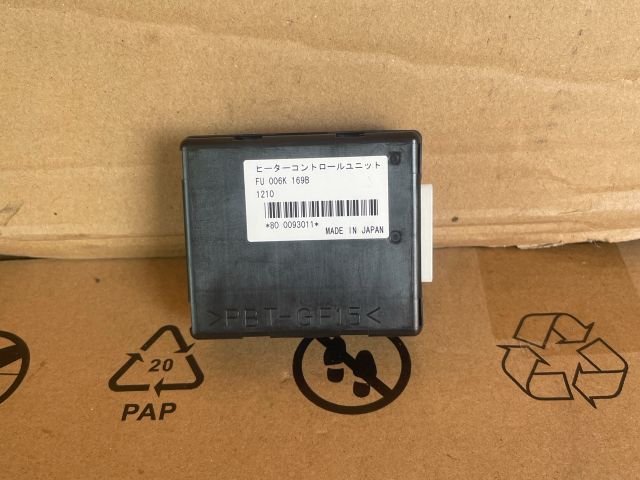 ヒーターコントロールユニット
FU 006K 169B
1210
*80 0093011*
MADE IN JAPAN
>PBT-GF15<
20
PAP